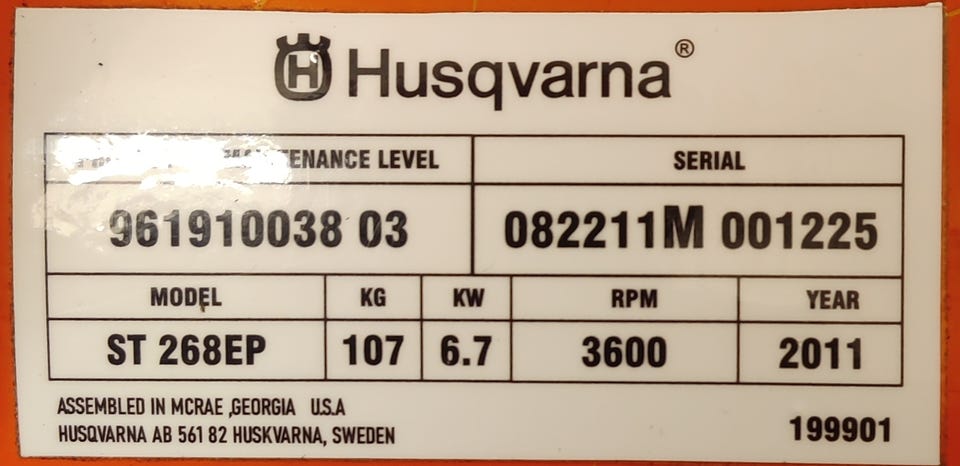 Husqvarna®
MAINTENANCE LEVEL SERIAL
961910038 03 082211M 001225
MODEL KG KW RPM YEAR
ST 268EP 107 6.7 3600 2011
ASSEMBLED IN MCRAE ,GEORGIA U.S.A
HUSQVARNA AB 561 82 HUSKVARNA, SWEDEN
199901